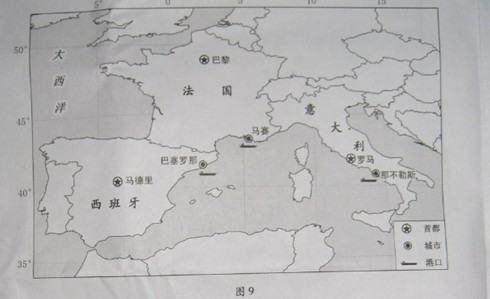 5° 5° 10° 15°
50°
大西洋
巴黎
法国
45°
意大利
马赛
巴塞罗那
罗马
那不勒斯
马德里
40°
西班牙
首都
城市
港口
35°
图9